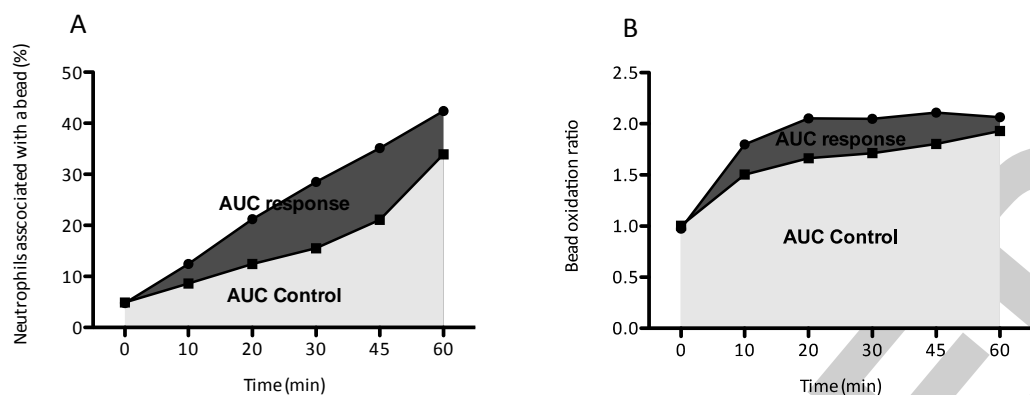 A
Neutrophils asscociated with a bead (%)
50
40
30
20
10
0
AUC response
AUC Control
0 10 20 30 45 60
Time (min)
B
Bead oxidation ratio
2.5
2.0
1.5
1.0
0.5
0.0
AUC response
AUC Control
0 10 20 30 45 60
Time (min)